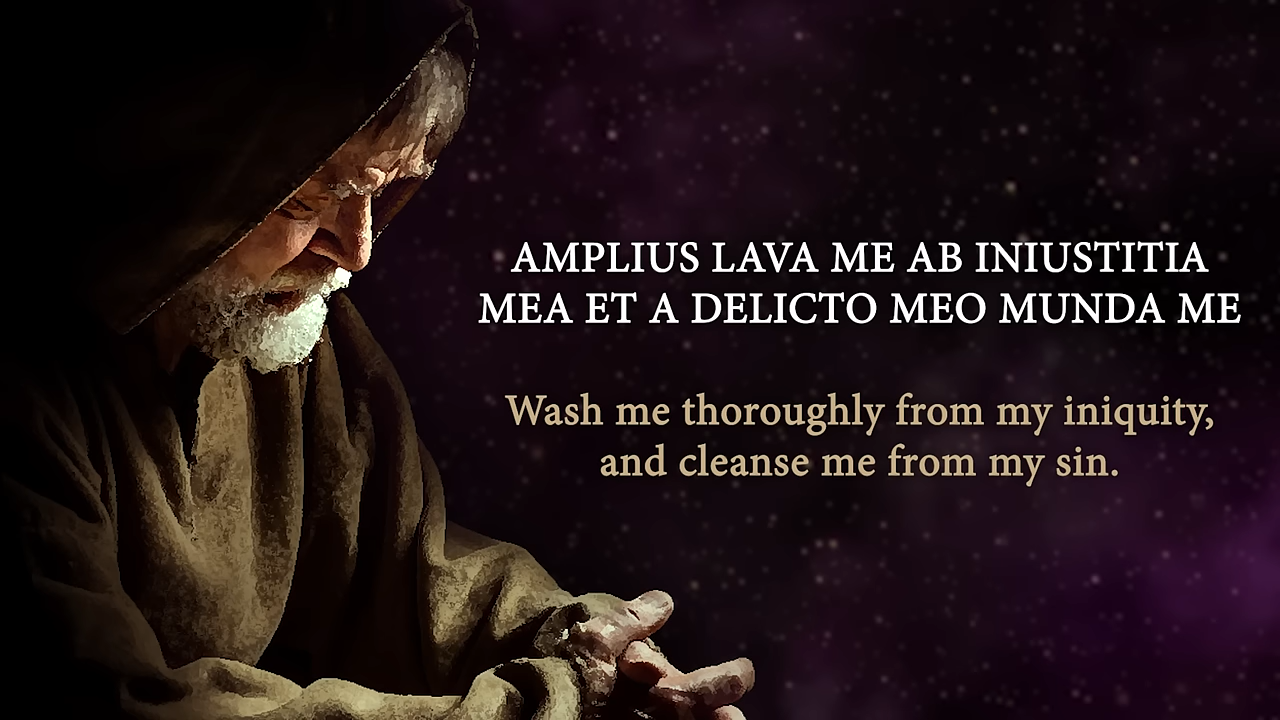 AMPLIUS LAVA ME AB INIUSTITIA
MEA ET A DELICTO MEO MUNDA ME
Wash me thoroughly from my iniquity,
and cleanse me from my sin.